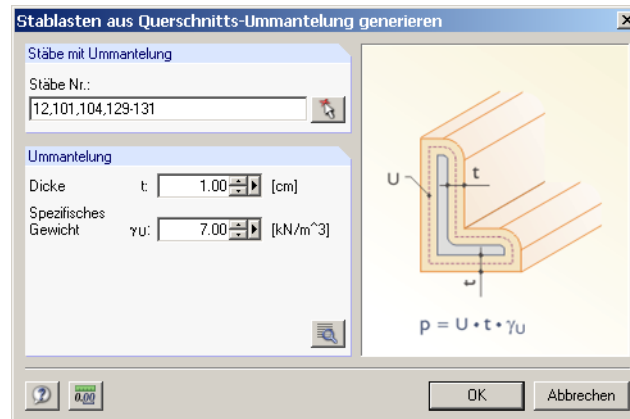 Stablasten aus Querschnitts-Ummantelung generieren
Stäbe mit Ummantelung
Stäbe Nr.:
12,101,104,129-131
Ummantelung
Dicke t: 1.00 [cm]
Spezifisches
Gewicht γU: 7.00 [kN/m^3]
U
t
t
p = U • t • γU
0.00
OK
Abbrechen